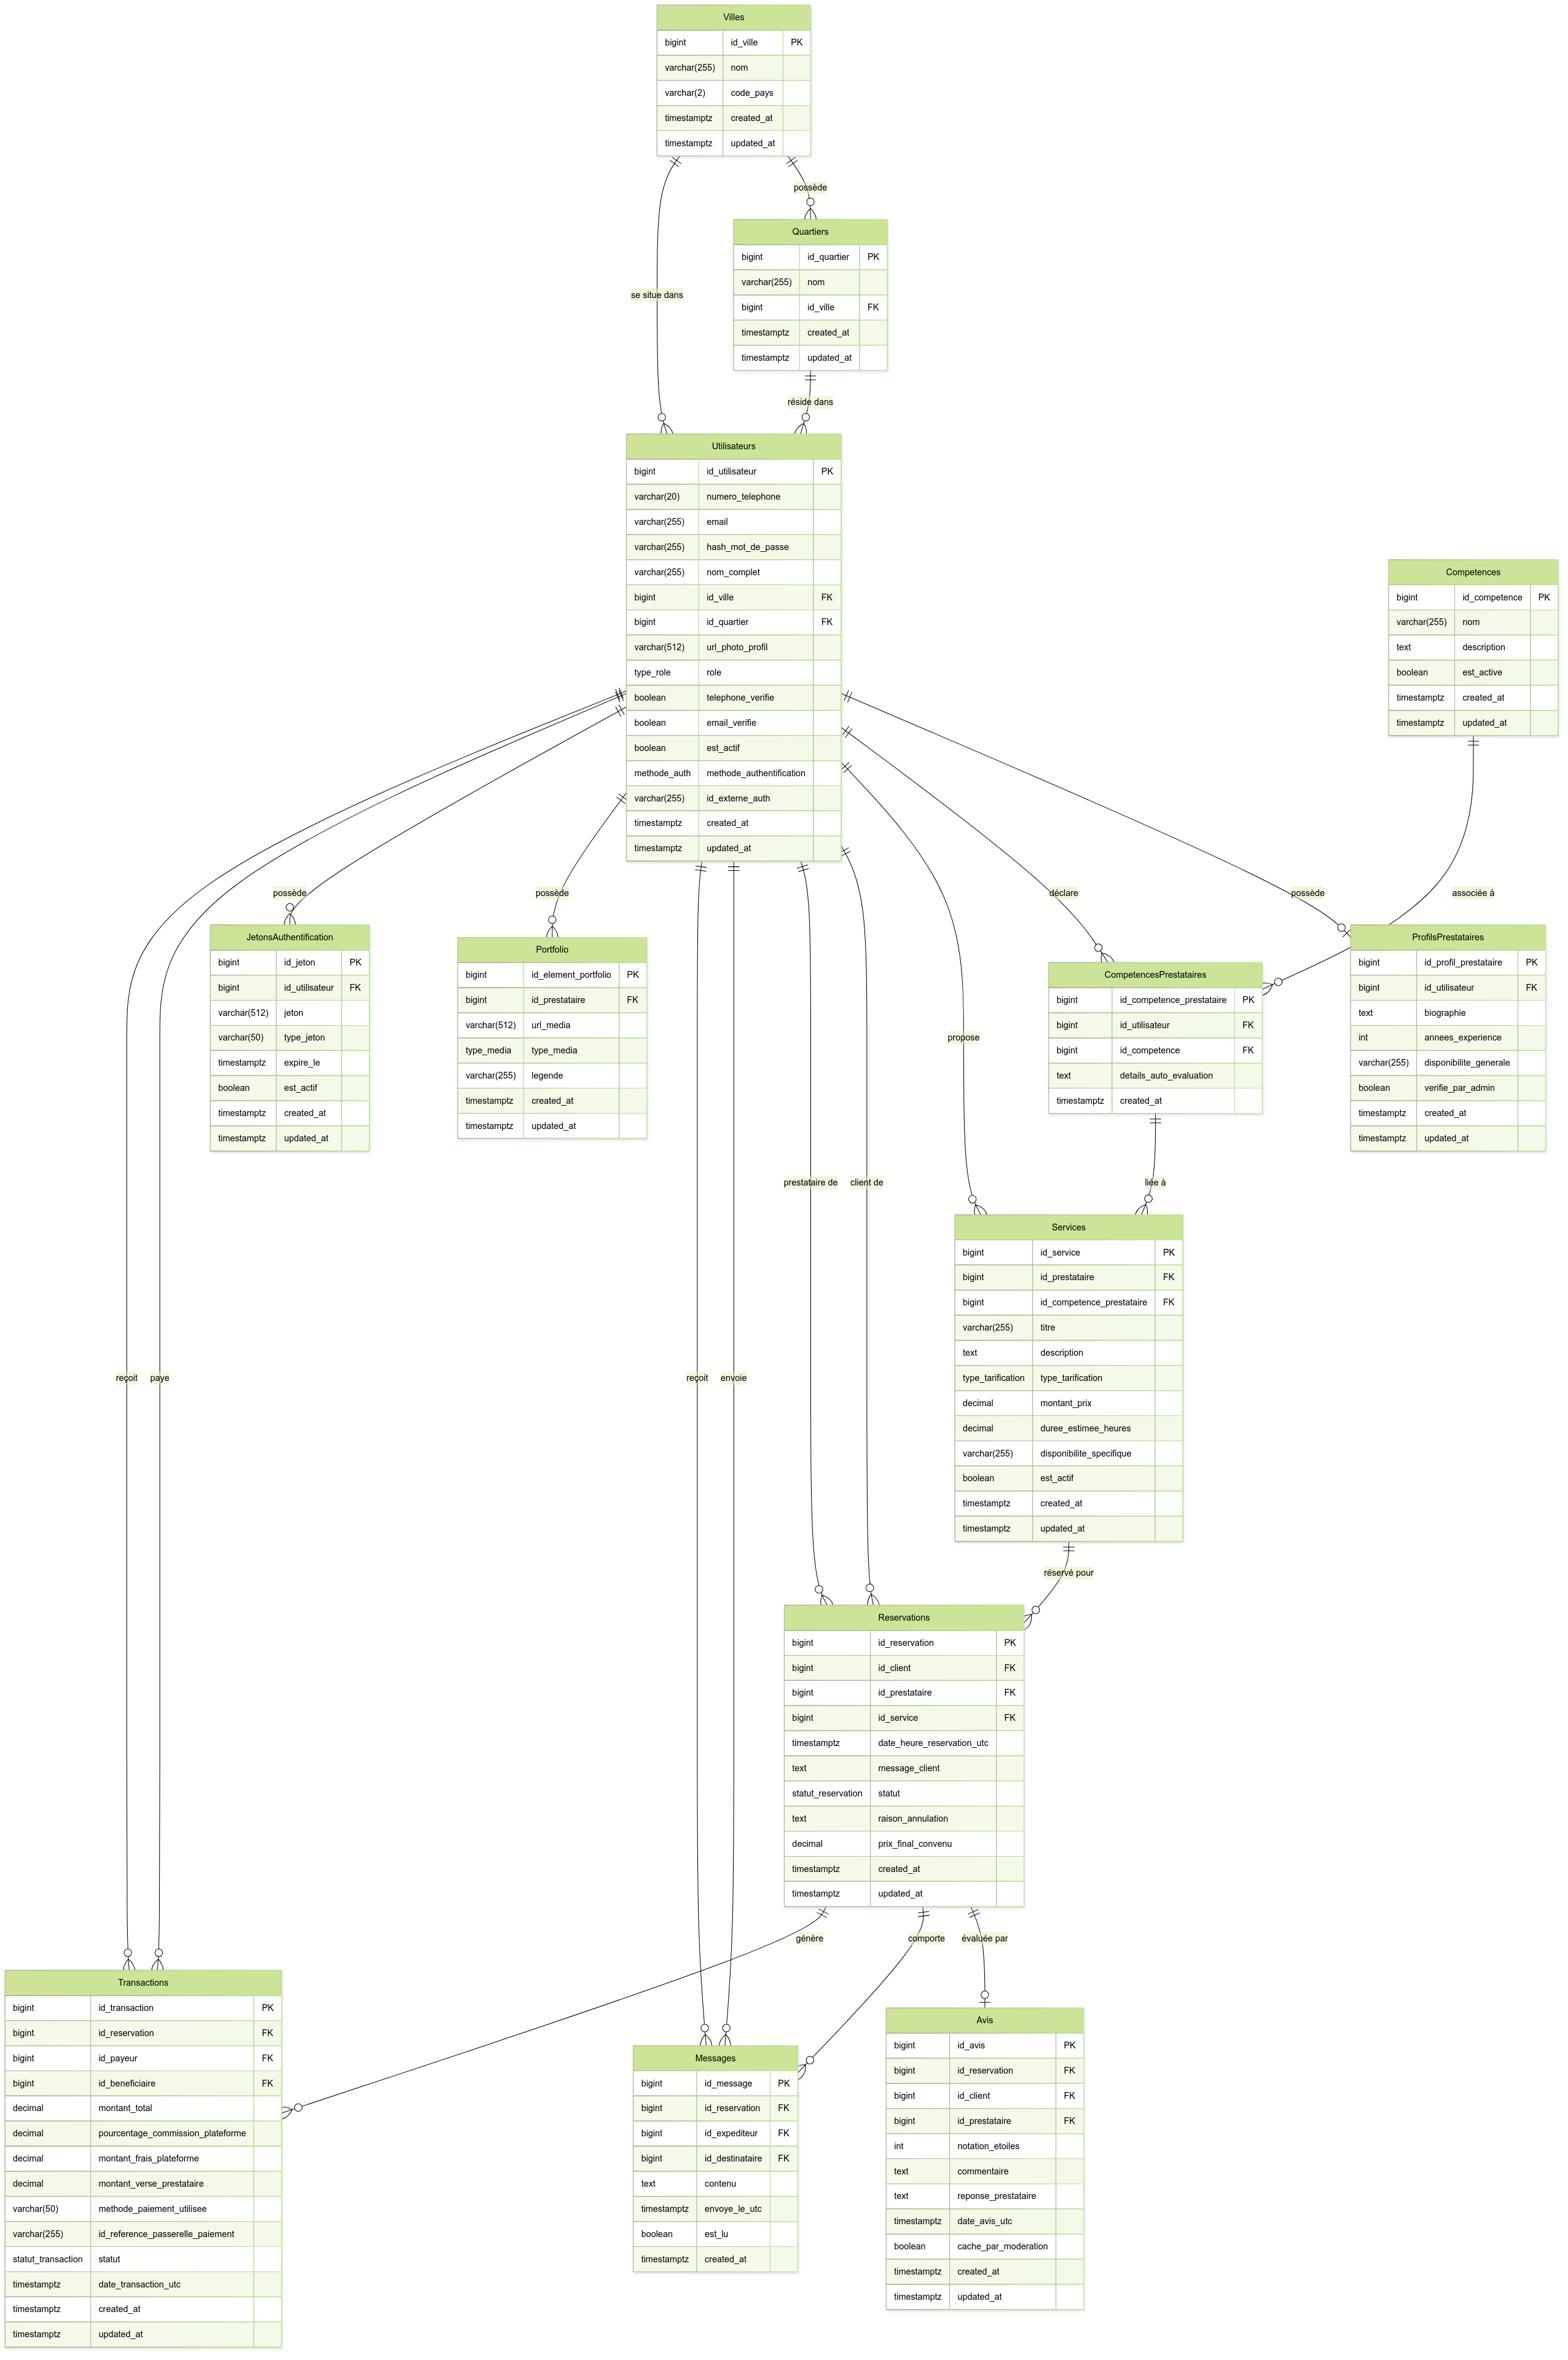 Villes
bigint id_ville PK
varchar(255) nom
varchar(2) code_pays
timestamptz created_at
timestamptz updated_at
possède
Quartiers
bigint id_quartier PK
varchar(255) nom
bigint id_ville FK
timestamptz created_at
timestamptz updated_at
se situe dans
réside dans
Utilisateurs
bigint id_utilisateur PK
varchar(20) numero_telephone
varchar(255) email
varchar(255) hash_mot_de_passe
varchar(255) nom_complet
bigint id_ville FK
bigint id_quartier FK
varchar(512) url_photo_profil
type_role role
boolean telephone_verifie
boolean email_verifie
boolean est_actif
methode_auth methode_authentification
varchar(255) id_externe_auth
timestamptz created_at
timestamptz updated_at
Competences
bigint id_competence PK
varchar(255) nom
text description
boolean est_active
timestamptz created_at
timestamptz updated_at
possède
possède
déclare
possède
associée à
JetonsAuthentification
bigint id_jeton PK
bigint id_utilisateur FK
varchar(512) jeton
varchar(50) type_jeton
timestamptz expire_le
boolean est_actif
timestamptz created_at
timestamptz updated_at
Portfolio
bigint id_element_portfolio PK
bigint id_prestataire FK
varchar(512) url_media
type_media type_media
varchar(255) legende
timestamptz created_at
timestamptz updated_at
CompetencesPrestataires
bigint id_competence_prestataire PK
bigint id_utilisateur FK
bigint id_competence FK
text details_auto_evaluation
timestamptz created_at
ProfilsPrestataires
bigint id_profil_prestataire PK
bigint id_utilisateur FK
text biographie
int annees_experience
varchar(255) disponibilite_generale
boolean verifie_par_admin
timestamptz created_at
timestamptz updated_at
propose
prestataire de
client de
liée à
Services
bigint id_service PK
bigint id_prestataire FK
bigint id_competence_prestataire FK
varchar(255) titre
text description
type_tarification type_tarification
decimal montant_prix
decimal duree_estimee_heures
varchar(255) disponibilite_specifique
boolean est_actif
timestamptz created_at
timestamptz updated_at
reçoit
paye
reçoit
envoie
réservé pour
Reservations
bigint id_reservation PK
bigint id_client FK
bigint id_prestataire FK
bigint id_service FK
timestamptz date_heure_reservation_utc
text message_client
statut_reservation statut
text raison_annulation
decimal prix_final_convenu
timestamptz created_at
timestamptz updated_at
génère
comporte
évaluée par
Transactions
bigint id_transaction PK
bigint id_reservation FK
bigint id_payeur FK
bigint id_beneficiaire FK
decimal montant_total
decimal pourcentage_commission_plateforme
decimal montant_frais_plateforme
decimal montant_verse_prestataire
varchar(50) methode_paiement_utilisee
varchar(255) id_reference_passerelle_paiement
statut_transaction statut
timestamptz date_transaction_utc
timestamptz created_at
timestamptz updated_at
Messages
bigint id_message PK
bigint id_reservation FK
bigint id_expediteur FK
bigint id_destinataire FK
text contenu
timestamptz envoye_le_utc
boolean est_lu
timestamptz created_at
Avis
bigint id_avis PK
bigint id_reservation FK
bigint id_client FK
bigint id_prestataire FK
int notation_etoiles
text commentaire
text reponse_prestataire
timestamptz date_avis_utc
boolean cache_par_moderation
timestamptz created_at
timestamptz updated_at